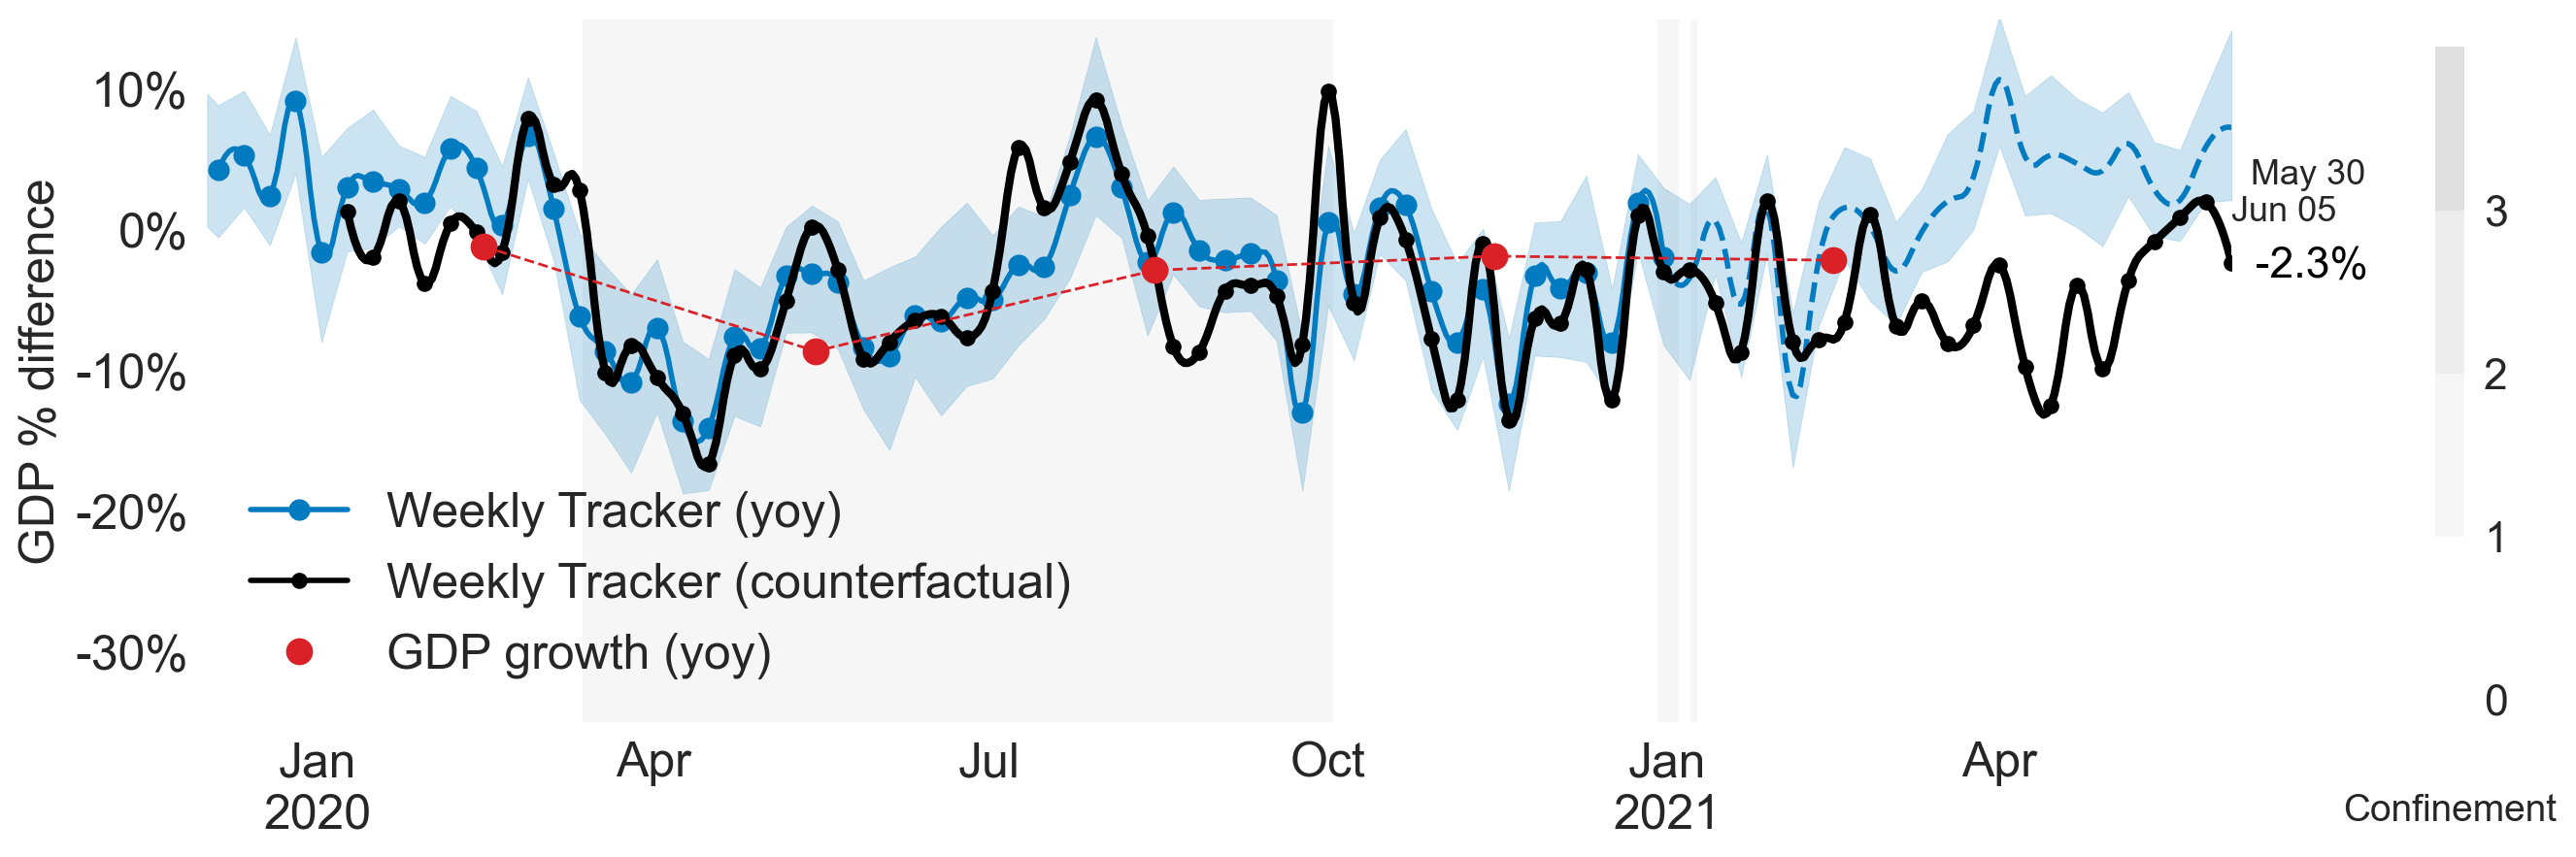 GDP % difference
10%
0%
-10%
-20%
-30%
Weekly Tracker (yoy)
Weekly Tracker (counterfactual)
GDP growth (yoy)
May 30
Jun 05
-2.3%
3
2
1
0
Jan
2020
Apr
Jul
Oct
Jan
2021
Apr
Confinement